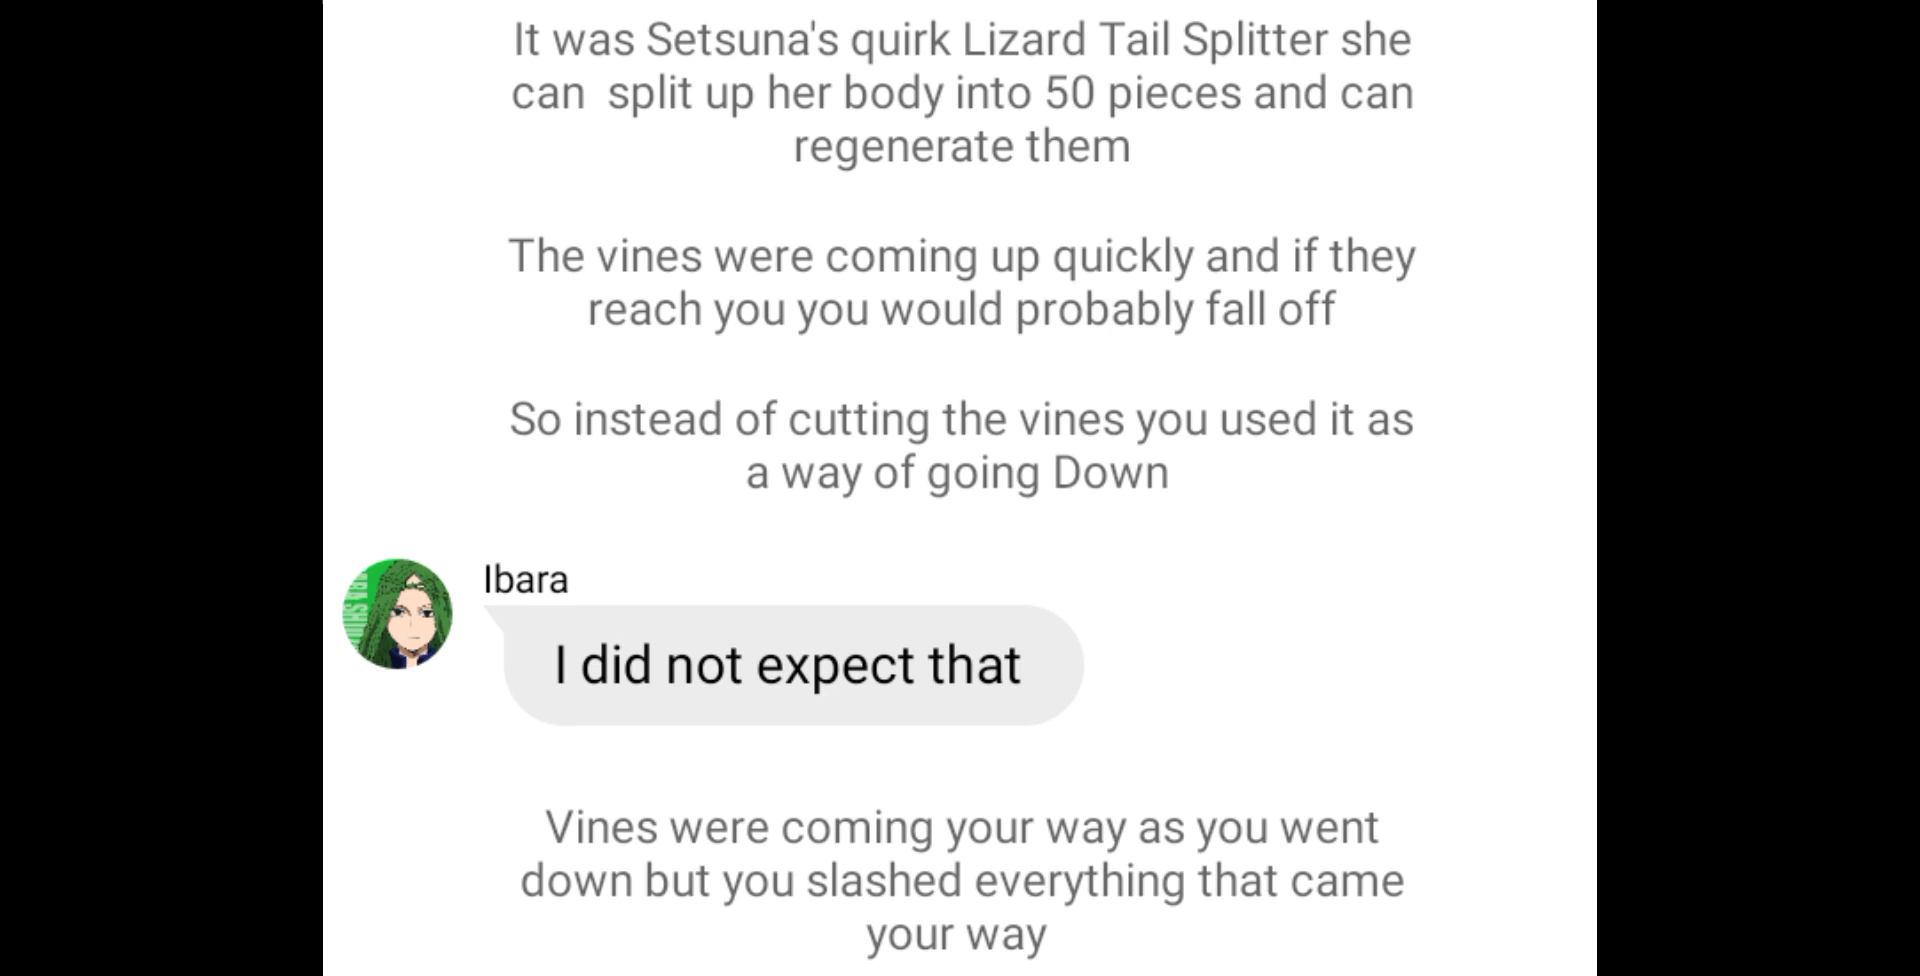 It was Setsuna's quirk Lizard Tail Splitter she
can  split up her body into 50 pieces and can
regenerate them
The vines were coming up quickly and if they
reach you you would probably fall off
So instead of cutting the vines you used it as
a way of going Down
Ibara
I did not expect that
Vines were coming your way as you went
down but you slashed everything that came
your way